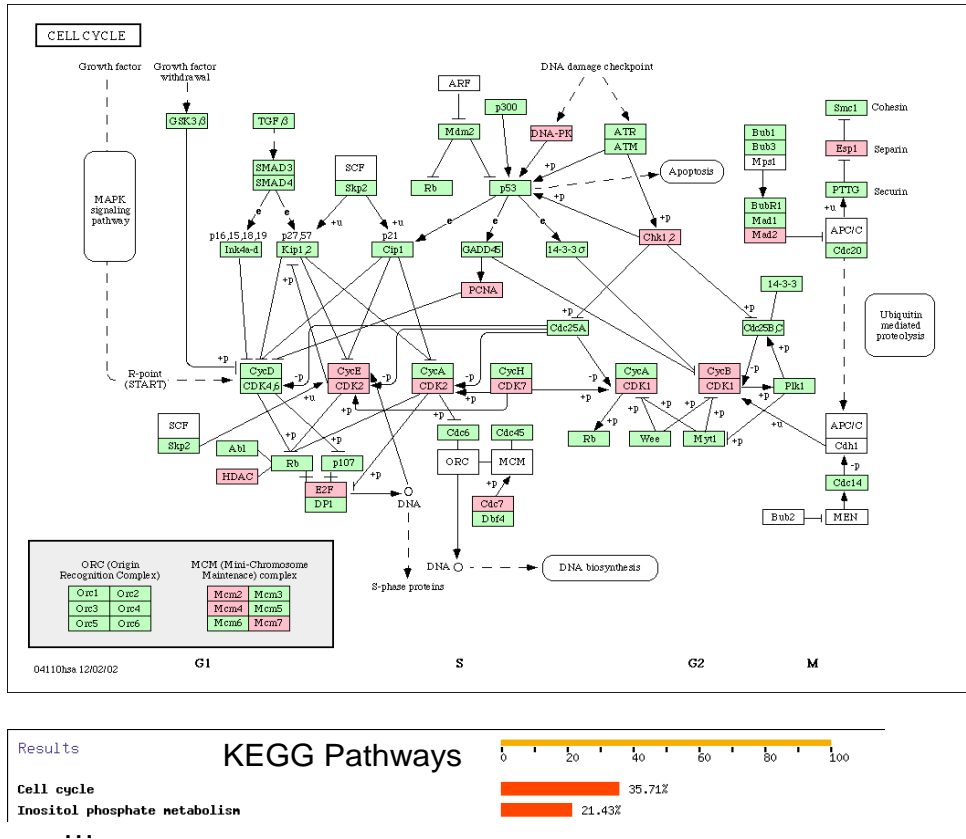 CELL CYCLE
Growth factor
Growth factor
withdrawal
DNA damage checkpoint
ARF
GSK3β
TGFβ
p300
Mdm2
DNA-PK
ATR
ATM
Smc1
Cohesin
Bub1
Bub3
Mps1
Esp1
Separin
SMAD3
SMAD4
SCF
Skp2
Rb
p53
+p
Apoptosis
PTTG
Securin
MAPK
signaling
pathway
BubR1
Mad1
Mad2
+u
APC/C
Cdc20
e
e
+u
+u
e
e
+p
p16,15,18,19
Ink4a-d
p27,57
Kip1,2
p21
Cip1
GADD45
14-3-3σ
Chk1,2
+p
PCNA
14-3-3
Ubiquitin
mediated
proteolysis
Cdc25A
+p
+p
Cdc25B,C
R-point
(START)
+p
CycD
CDK4,6
-p
CycE
CDK2
-p
CycA
CDK2
-p
+p
CycH
CDK7
-p
+p
CycA
CDK1
CycB
CDK1
-p
+p
+p
Plk1
SCF
Skp2
+u
+p
+p
+p
+p
+p
Cdc6
Cdc45
+p
Rb
+p
+p
Wee
+p
Myt1
+p
+u
APC/C
Cdh1
Abl
Rb
p107
HDAC
+p
E2F
DP1
DNA
ORC
MCM
+p
Cdc7
Dbf4
-p
Cdc14
Bub2
MEN
S-phase proteins
DNA
DNA biosynthesis
ORC (Origin
Recognition Complex)
Orc1 Orc2
Orc3 Orc4
Orc5 Orc6
MCM (Mini-Chromosome
Maintenace) complex
Mcm2 Mcm3
Mcm4 Mcm5
Mcm6 Mcm7
04110hsa 12/02/02
G1 S G2 M
Results
KEGG Pathways
0 20 40 60 80 100
Cell cycle 35.71%
Inositol phosphate metabolism 21.43%
...